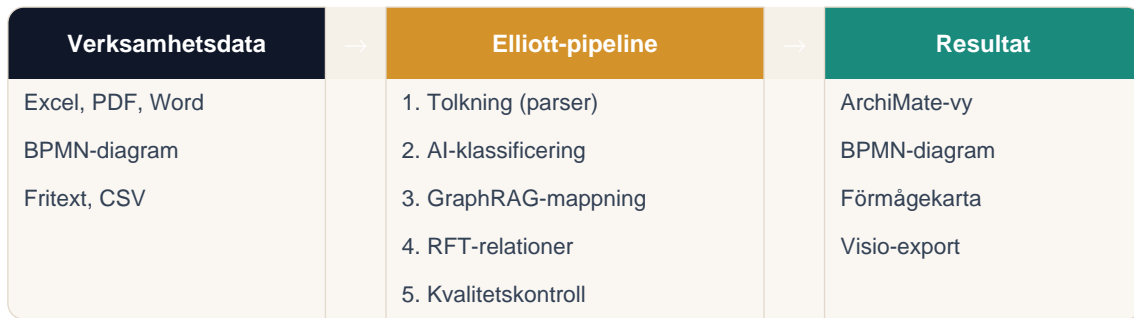 Verksamhetsdata
→
Elliott-pipeline
→
Resultat
Excel, PDF, Word
1. Tolkning (parser)
ArchiMate-vy
BPMN-diagram
2. AI-klassificering
BPMN-diagram
Fritext, CSV
3. GraphRAG-mappning
Förmågekarta
4. RFT-relationer
Visio-export
5. Kvalitetskontroll